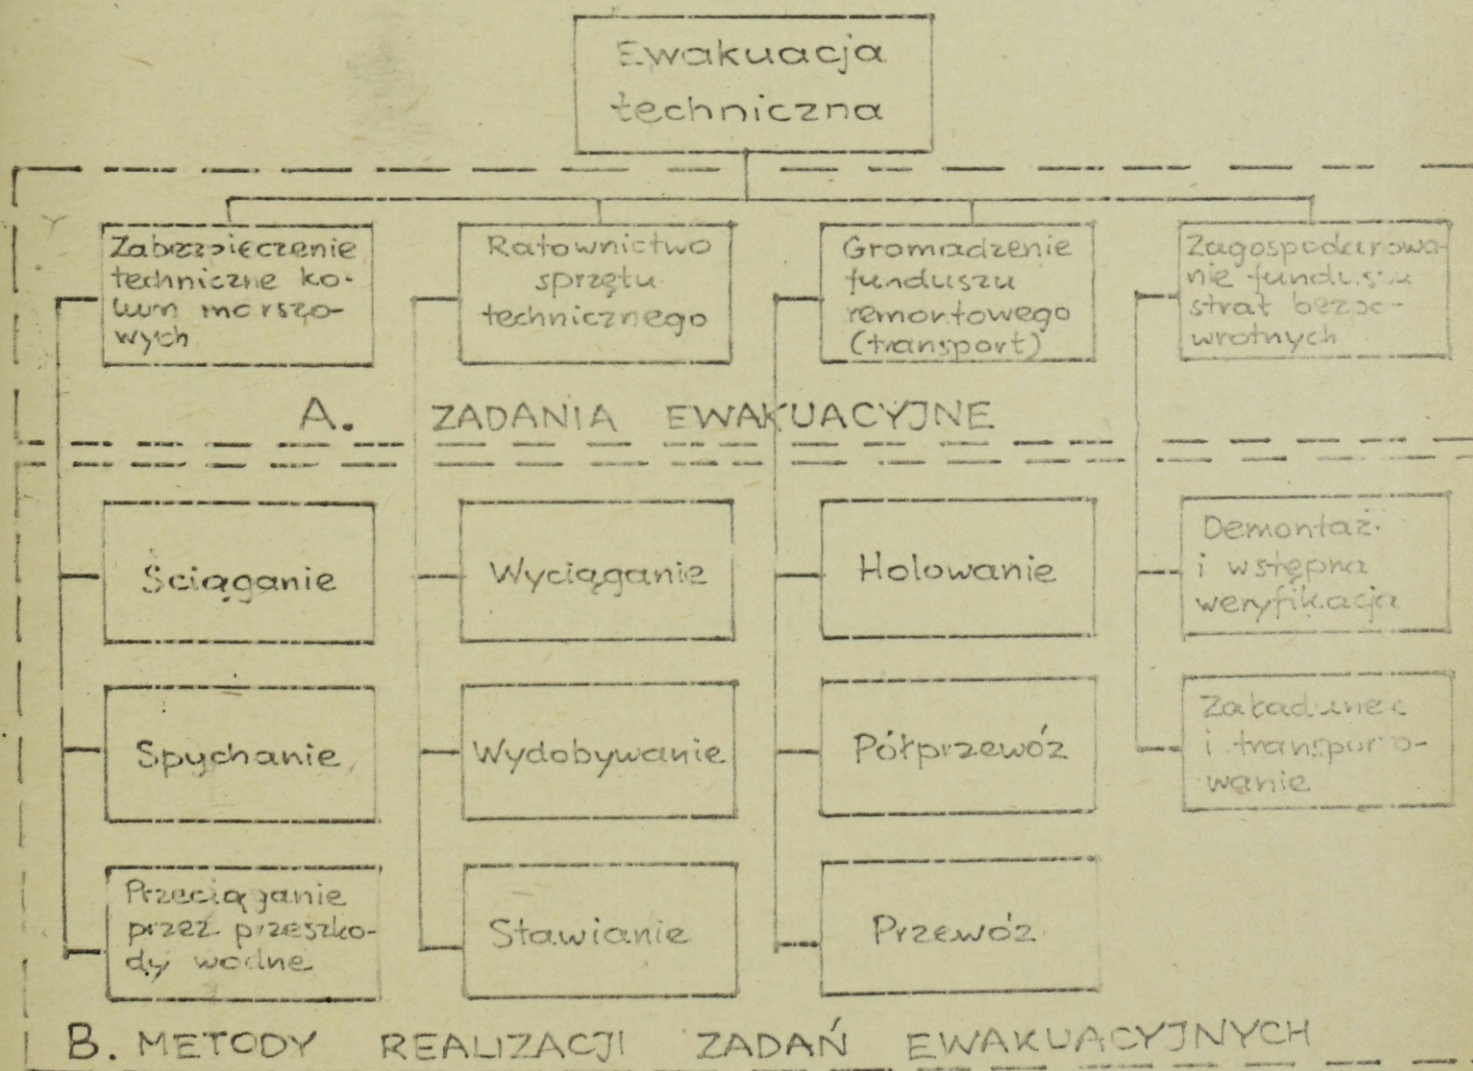 Ewakuacja
techniczna
Zabezpieczenie
techniczne ko-
lumn marszo-
wych
Ratownictwo
sprzętu
technicznego
Gromadzenie
funduszu
remontowego
(transport)
Zagospodarowa-
nie funduszu
strat bezpo-
wrotnych
A. ZADANIA EWAKUACYJNE
Ściąganie
Wyciąganie
Holowanie
Demontaż
i wstępna
weryfikacja
Spychanie
Wydobywanie
Półprzewóz
Załadunek
i transporto-
wanie
Przeciąganie
przez przeszko-
dy wodne
Stawianie
Przewóz
B. METODY REALIZACJI ZADAŃ EWAKUACYJNYCH